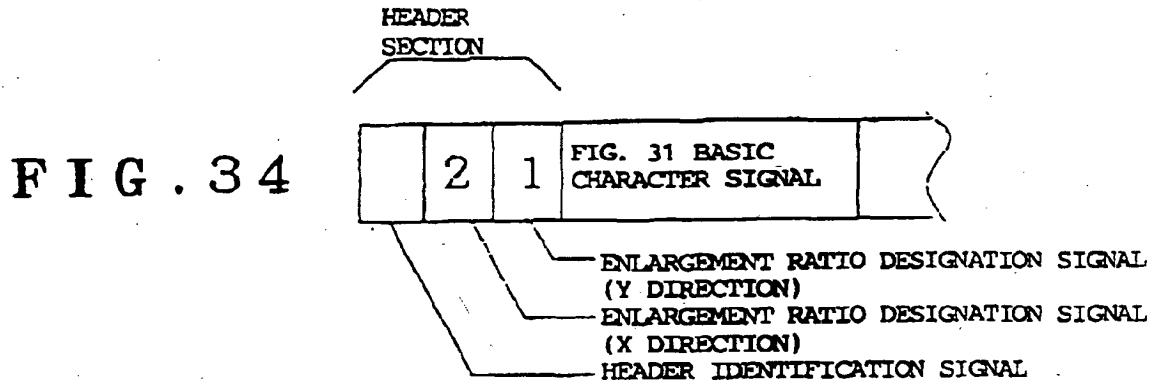 HEADER
SECTION
FIG. 34
2
1
FIG. 31 BASIC
CHARACTER SIGNAL
ENLARGEMENT RATIO DESIGNATION SIGNAL
(Y DIRECTION)
ENLARGEMENT RATIO DESIGNATION SIGNAL
(X DIRECTION)
HEADER IDENTIFICATION SIGNAL